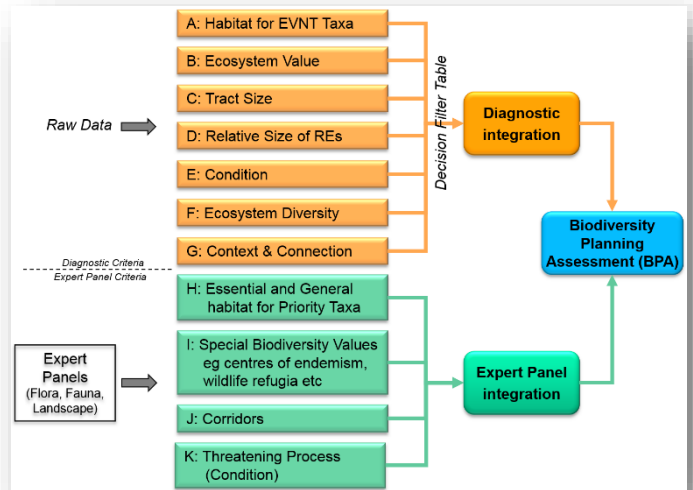 A: Habitat for EVNT Taxa
B: Ecosystem Value
C: Tract Size
Raw Data
D: Relative Size of REs
E: Condition
F: Ecosystem Diversity
G: Context & Connection
Decision Filter Table
Diagnostic
integration
Biodiversity
Planning
Assessment (BPA)
Diagnostic Criteria
Expert Panel Criteria
H: Essential and General
habitat for Priority Taxa
Expert
Panels
(Flora, Fauna,
Landscape)
I: Special Biodiversity Values
eg centres of endemism,
wildlife refugia etc
J: Corridors
K: Threatening Process
(Condition)
Expert Panel
integration